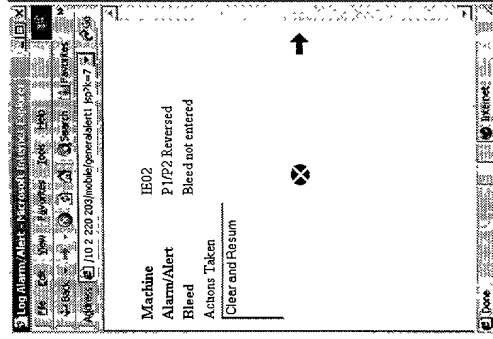 Log Alarm/Alert - Microsoft Internet Explorer
File Edit View Favorites Tools Help
Back Search Favorites
Address /10 2 220 203/mobile/generalalert1 jsp?k=7 Go
Machine IE02
Alarm/Alert P1/P2 Reversed
Bleed Bleed not entered
Actions Taken
Clear and Resum
Done Internet